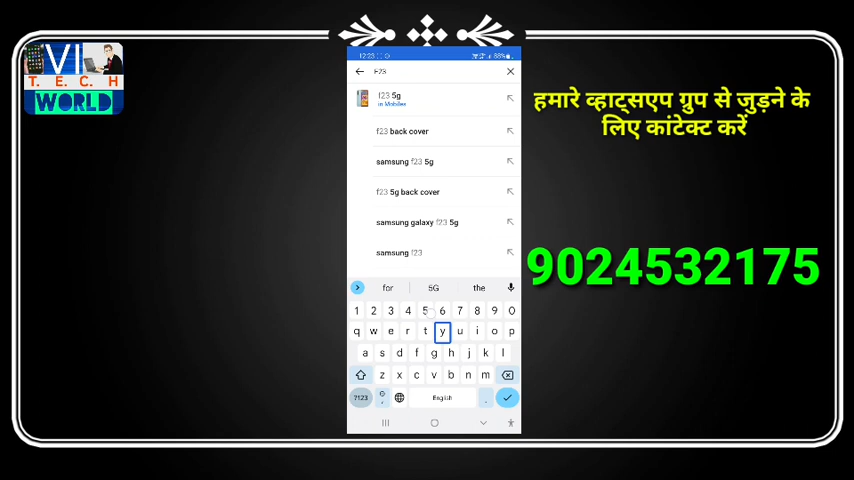 VI
T. E. C. H
WORLD
12:23
88%
F23
f23 5g
in Mobiles
f23 back cover
samsung f23 5g
f23 5g back cover
samsung galaxy f23 5g
samsung f23
for 5G the
1 2 3 4 5 6 7 8 9 0
q w e r t y u i o p
a s d f g h j k l
z x c v b n m
?123 , English .
हमारे व्हाट्सएप ग्रुप से जुड़ने के
लिए कांटेक्ट करें
9024532175